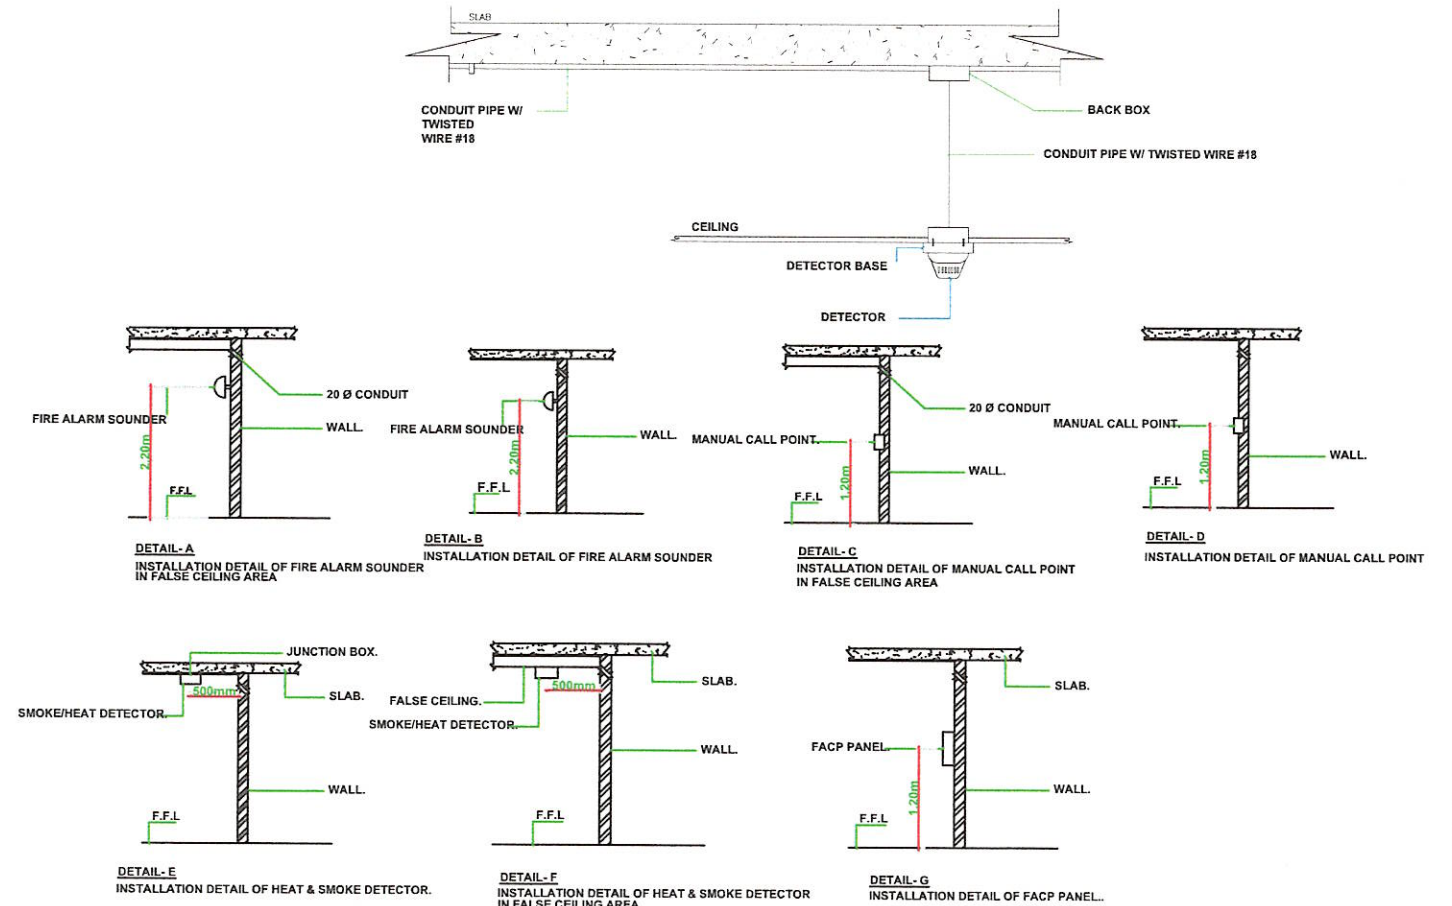 SLAB
CONDUIT PIPE W/
TWISTED
WIRE #18
BACK BOX
CONDUIT PIPE W/ TWISTED WIRE #18
CEILING
DETECTOR BASE
DETECTOR
FIRE ALARM SOUNDER
2.20m
F.F.L
20 Ø CONDUIT
WALL.
DETAIL- A
INSTALLATION DETAIL OF FIRE ALARM SOUNDER
IN FALSE CEILING AREA
FIRE ALARM SOUNDER
2.20m
F.F.L
WALL.
DETAIL- B
INSTALLATION DETAIL OF FIRE ALARM SOUNDER
MANUAL CALL POINT.
1.20m
F.F.L
20 Ø CONDUIT
WALL.
DETAIL- C
INSTALLATION DETAIL OF MANUAL CALL POINT
IN FALSE CEILING AREA
MANUAL CALL POINT.
1.20m
F.F.L
WALL.
DETAIL- D
INSTALLATION DETAIL OF MANUAL CALL POINT
JUNCTION BOX.
500mm
SLAB.
SMOKE/HEAT DETECTOR.
WALL.
F.F.L
DETAIL- E
INSTALLATION DETAIL OF HEAT & SMOKE DETECTOR.
SLAB.
500mm
FALSE CEILING.
SMOKE/HEAT DETECTOR.
WALL.
F.F.L
DETAIL- F
INSTALLATION DETAIL OF HEAT & SMOKE DETECTOR
IN FALSE CEILING AREA
SLAB.
FACP PANEL.
1.20m
WALL.
F.F.L
DETAIL- G
INSTALLATION DETAIL OF FACP PANEL..